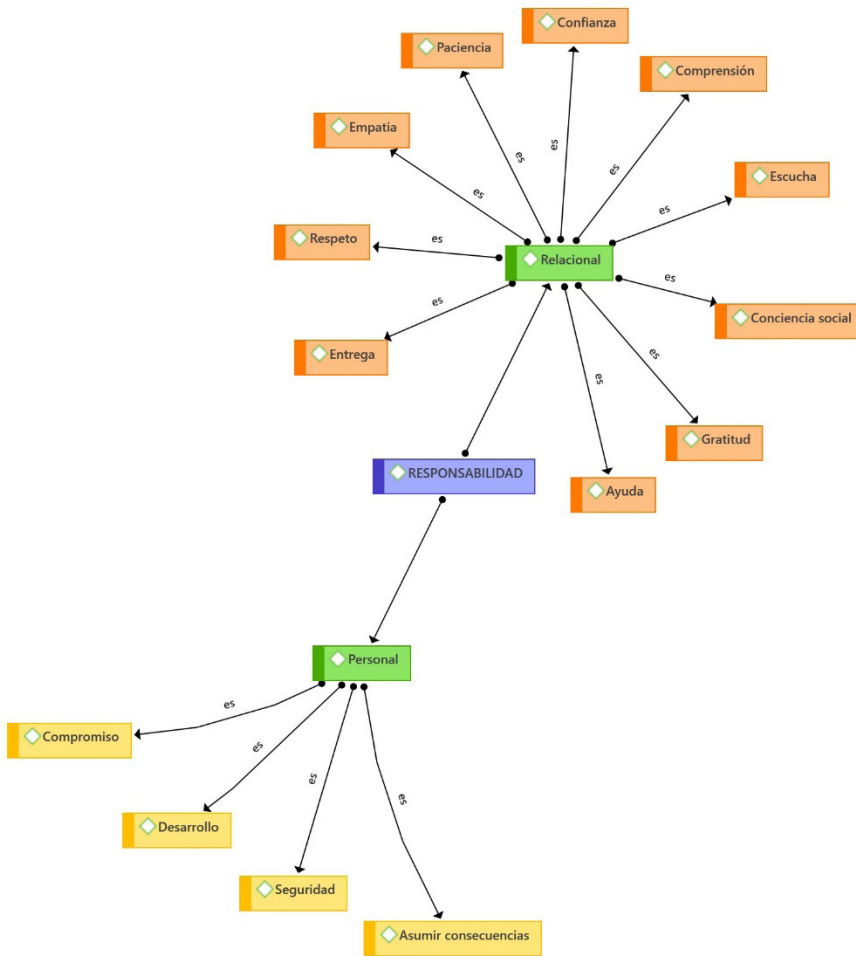 Confianza
Paciencia
Comprensión
Empatia
Escucha
Respeto
Relacional
Conciencia social
Entrega
Gratitud
RESPONSABILIDAD
Ayuda
es
es
es
es
es
es
es
es
es
es
Personal
Compromiso
Desarrollo
Seguridad
Asumir consecuencias
es
es
es
es